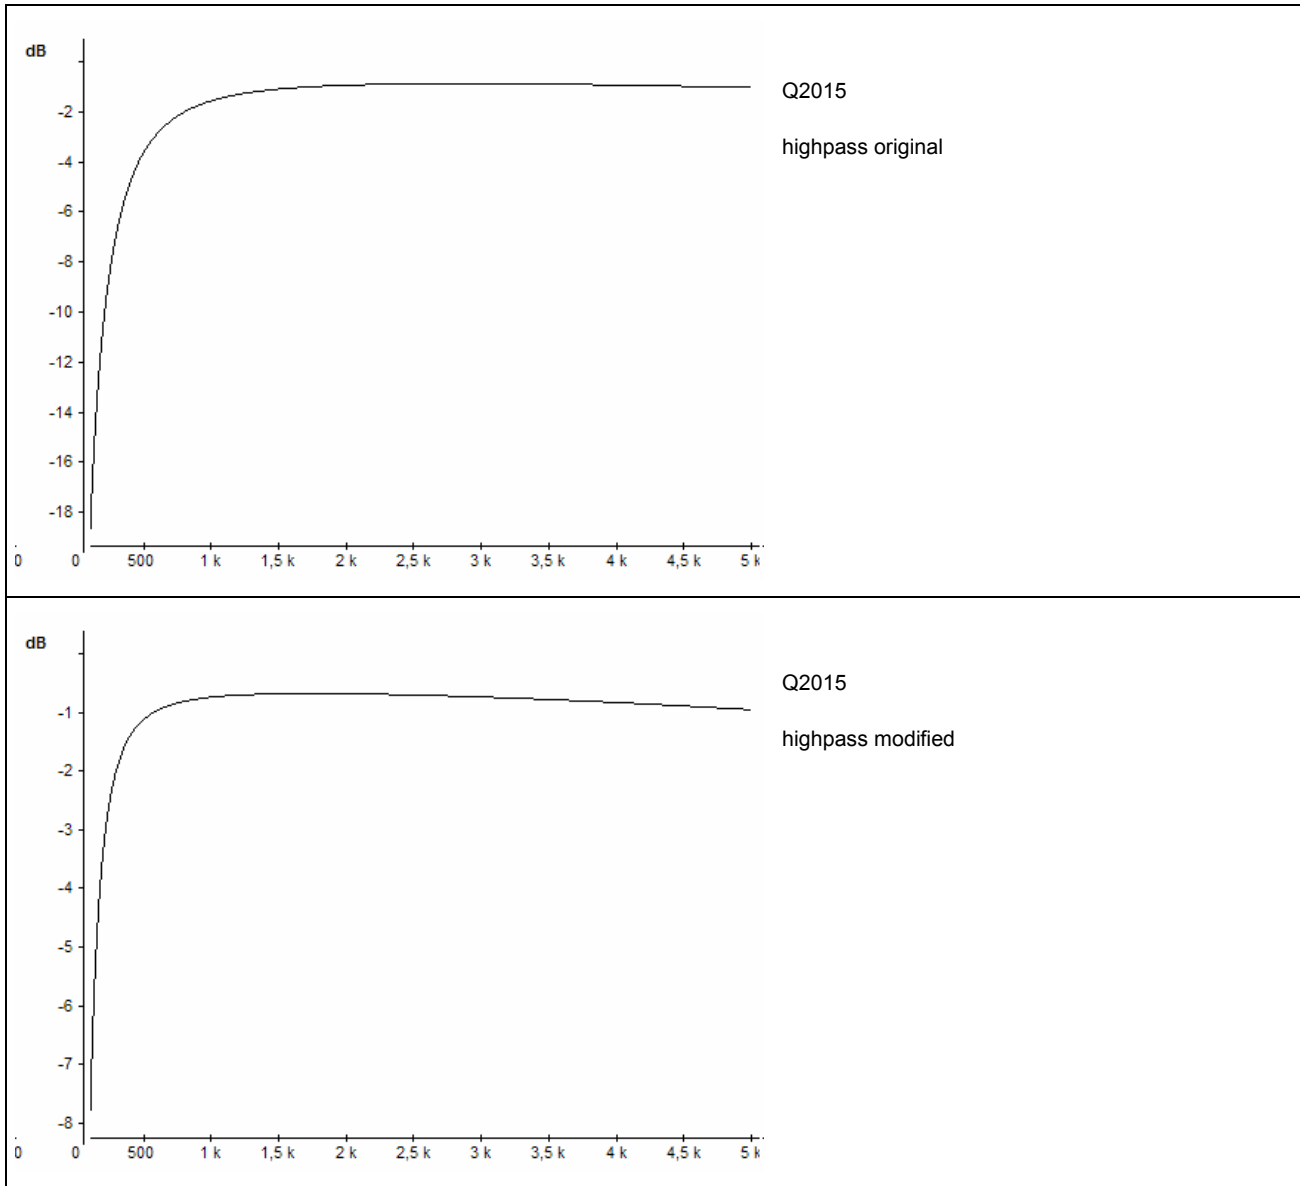 dB
-2
-4
-6
-8
-10
-12
-14
-16
-18
0 0 500 1 k 1,5 k 2 k 2,5 k 3 k 3,5 k 4 k 4,5 k 5 k
Q2015
highpass original
dB
-1
-2
-3
-4
-5
-6
-7
-8
0 0 500 1 k 1,5 k 2 k 2,5 k 3 k 3,5 k 4 k 4,5 k 5 k
Q2015
highpass modified